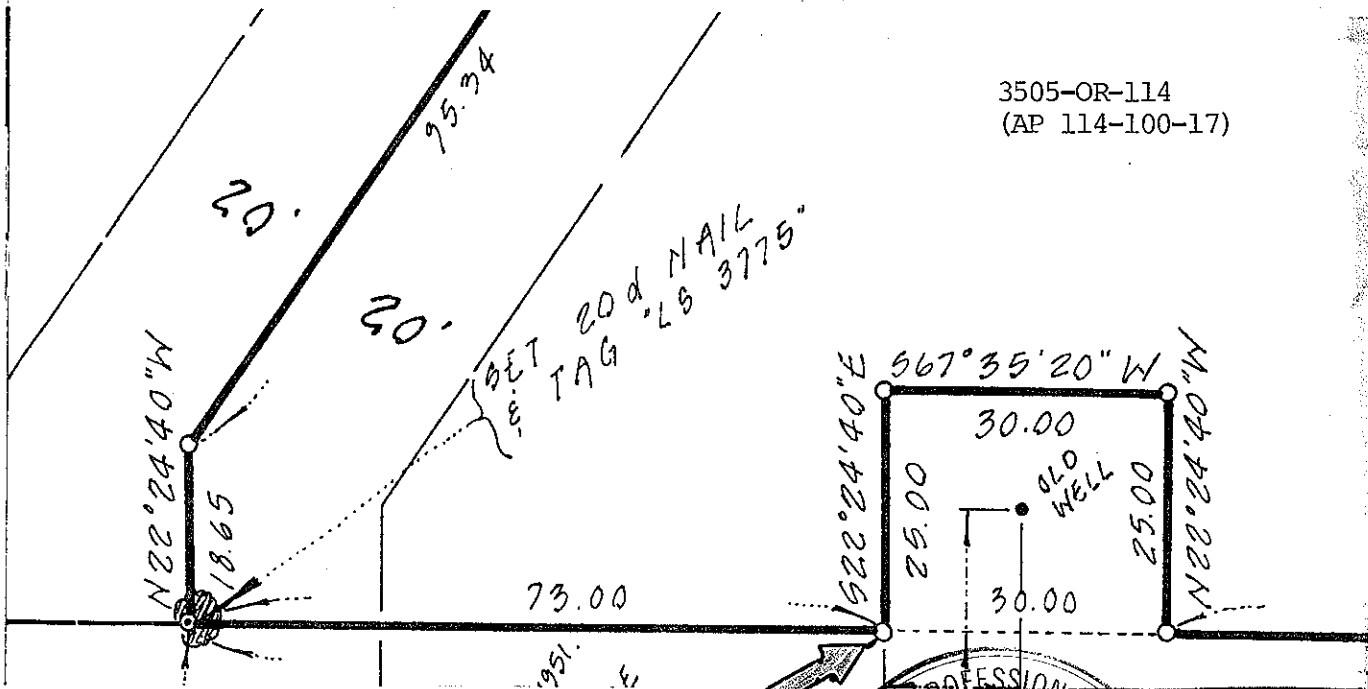 3505-OR-114
(AP 114-100-17)
95.34
20'
20'
SET 20d NAIL
& TAG "LS 3775"
N22°24'40"W
18.65
73.00
S22°24'40"E
25.00
S67°35'20"W
30.00
OLD
WELL
25.00
N22°24'40"W
30.00
1951.
E